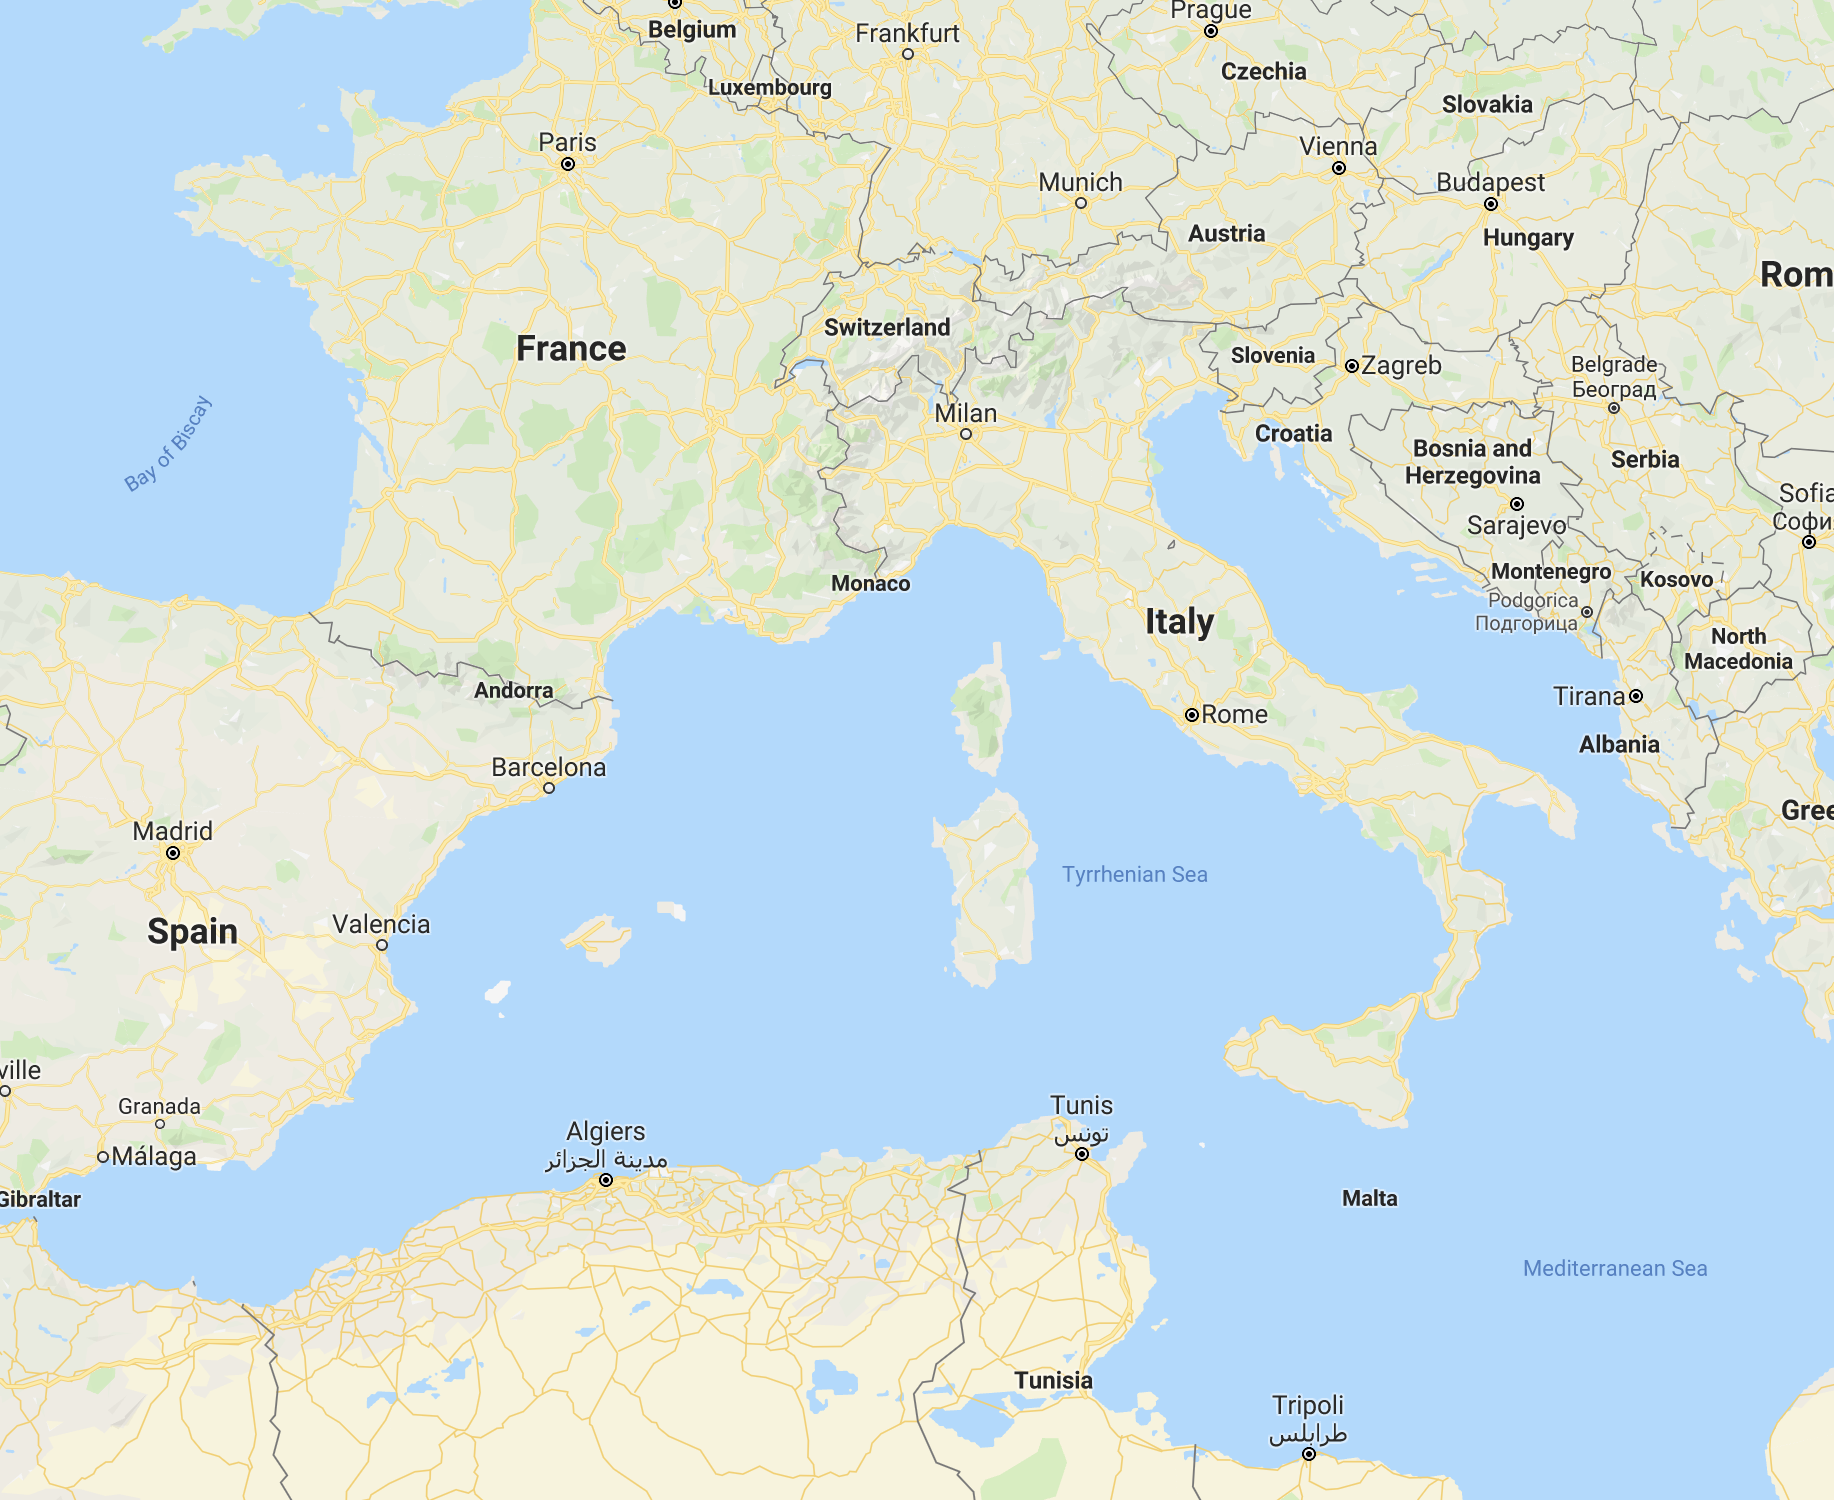 Prague
Belgium
Frankfurt
Czechia
Luxembourg
Slovakia
Paris
Vienna
Munich
Budapest
Austria
Hungary
Rom
Switzerland
France
Slovenia
Zagreb
Belgrade
Београд
Milan
Croatia
Bay of Biscay
Bosnia and
Herzegovina
Serbia
Sofia
Софи
Sarajevo
Monaco
Montenegro
Kosovo
Podgorica
Подгорица
Italy
North
Macedonia
Andorra
Tirana
Rome
Albania
Barcelona
Gree
Madrid
Tyrrhenian Sea
Spain
Valencia
ville
Granada
Tunis
تونس
Algiers
مدينة الجزائر
Málaga
Gibraltar
Malta
Mediterranean Sea
Tunisia
Tripoli
طرابلس